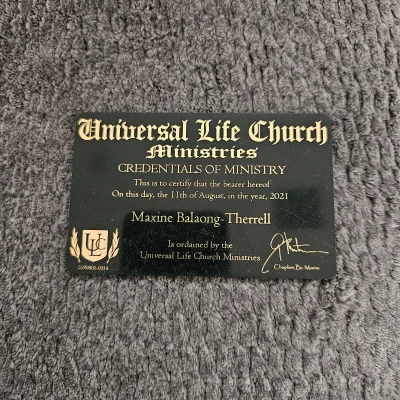 Universal Life Church
Ministries
CREDENTIALS OF MINISTRY
This is to certify that the bearer hereof
On this day, the 11th of August, in the year, 2021
Maxine Balaong-Therrell
Is ordained by the
Universal Life Church Ministries
Chaplain Br. Martin
ULC